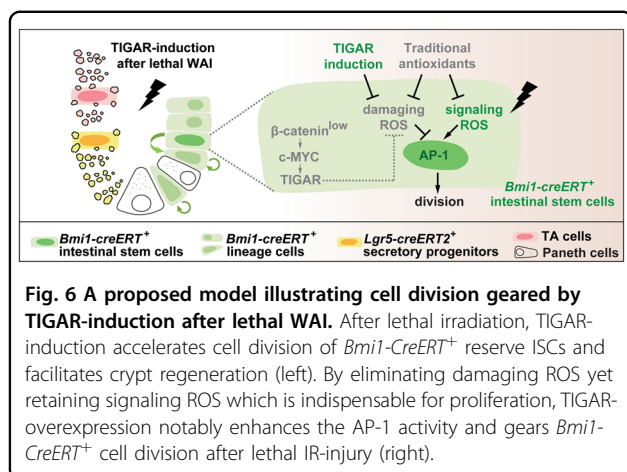 TIGAR-induction
after lethal WAI
TIGAR
induction
Traditional
antioxidants
damaging
ROS
signaling
ROS
β-catenin^low
c-MYC
TIGAR
AP-1
division
Bmi1-creERT+
intestinal stem cells
Bmi1-creERT+
intestinal stem cells
Bmi1-creERT+
lineage cells
Lgr5-creERT2+
secretory progenitors
TA cells
Paneth cells
Fig. 6 A proposed model illustrating cell division geared by
TIGAR-induction after lethal WAI. After lethal irradiation, TIGAR-
induction accelerates cell division of Bmi1-CreERT+ reserve ISCs and
facilitates crypt regeneration (left). By eliminating damaging ROS yet
retaining signaling ROS which is indispensable for proliferation, TIGAR-
overexpression notably enhances the AP-1 activity and gears Bmi1-
CreERT+ cell division after lethal IR-injury (right).